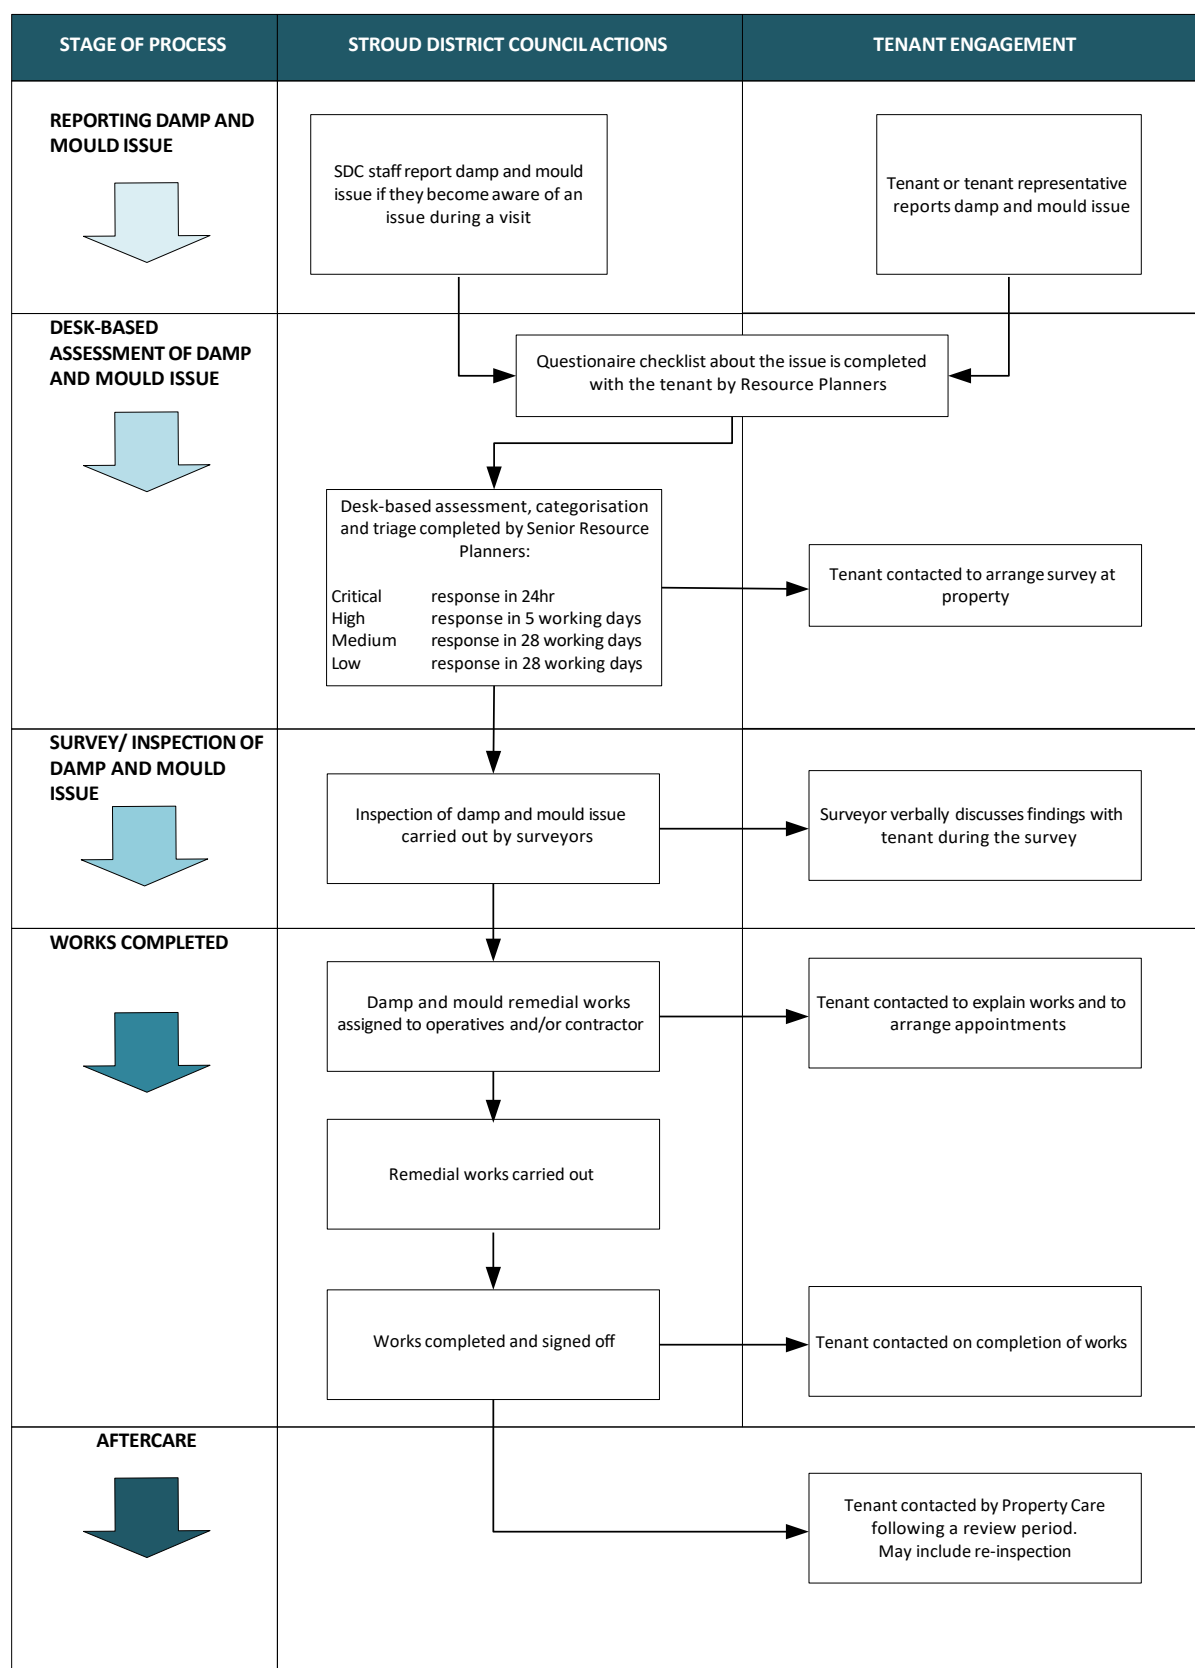 STAGE OF PROCESS
STROUD DISTRICT COUNCIL ACTIONS
TENANT ENGAGEMENT
REPORTING DAMP AND
MOULD ISSUE
SDC staff report damp and mould
issue if they become aware of an
issue during a visit
Tenant or tenant representative
reports damp and mould issue
DESK-BASED
ASSESSMENT OF DAMP
AND MOULD ISSUE
Questionaire checklist about the issue is completed
with the tenant by Resource Planners
Desk-based assessment, categorisation
and triage completed by Senior Resource
Planners:
Critical response in 24hr
High response in 5 working days
Medium response in 28 working days
Low response in 28 working days
Tenant contacted to arrange survey at
property
SURVEY/ INSPECTION OF
DAMP AND MOULD
ISSUE
Inspection of damp and mould issue
carried out by surveyors
Surveyor verbally discusses findings with
tenant during the survey
WORKS COMPLETED
Damp and mould remedial works
assigned to operatives and/or contractor
Tenant contacted to explain works and to
arrange appointments
Remedial works carried out
Works completed and signed off
Tenant contacted on completion of works
AFTERCARE
Tenant contacted by Property Care
following a review period.
May include re-inspection